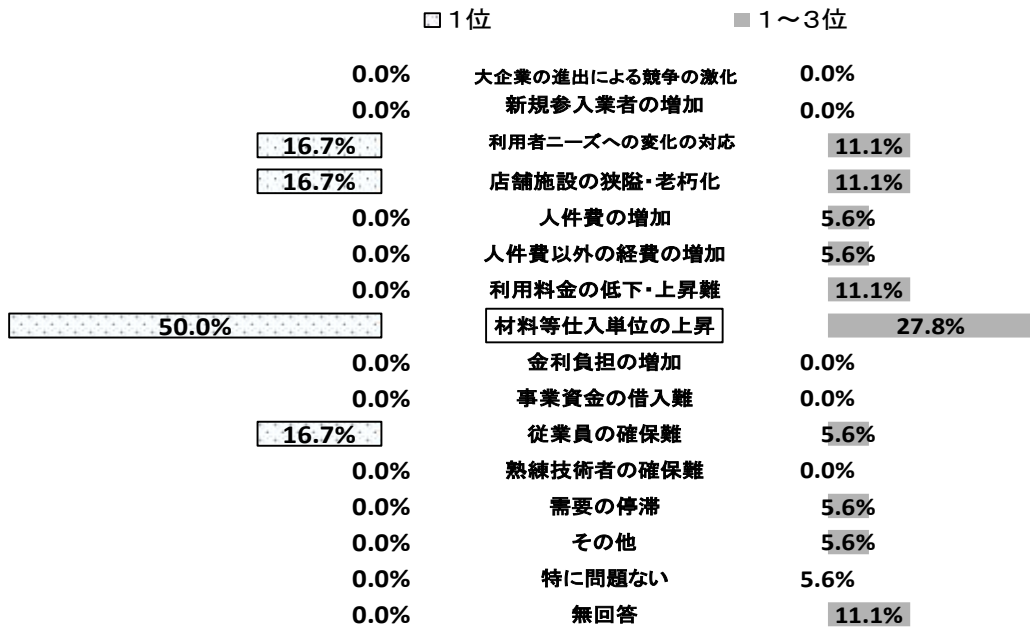 1位 1～3位
0.0% 大企業の進出による競争の激化 0.0%
0.0% 新規参入業者の増加 0.0%
16.7% 利用者ニーズへの変化の対応 11.1%
16.7% 店舗施設の狭隘・老朽化 11.1%
0.0% 人件費の増加 5.6%
0.0% 人件費以外の経費の増加 5.6%
0.0% 利用料金の低下・上昇難 11.1%
50.0% 材料等仕入単位の上昇 27.8%
0.0% 金利負担の増加 0.0%
0.0% 事業資金の借入難 0.0%
16.7% 従業員の確保難 5.6%
0.0% 熟練技術者の確保難 0.0%
0.0% 需要の停滞 5.6%
0.0% その他 5.6%
0.0% 特に問題ない 5.6%
0.0% 無回答 11.1%